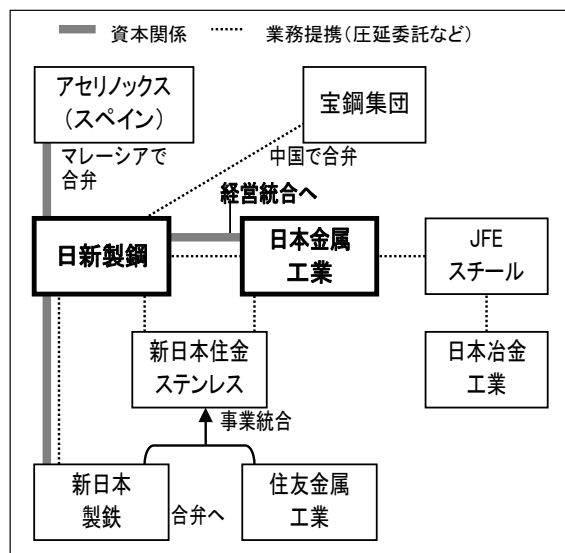 資本関係
業務提携(圧延委託など)
アセリノックス
(スペイン)
宝鋼集団
マレーシアで
合弁
中国で合弁
経営統合へ
日新製鋼
日本金属
工業
JFE
スチール
新日本住金
ステンレス
日本冶金
工業
事業統合
新日本
製鉄
合弁へ
住友金属
工業